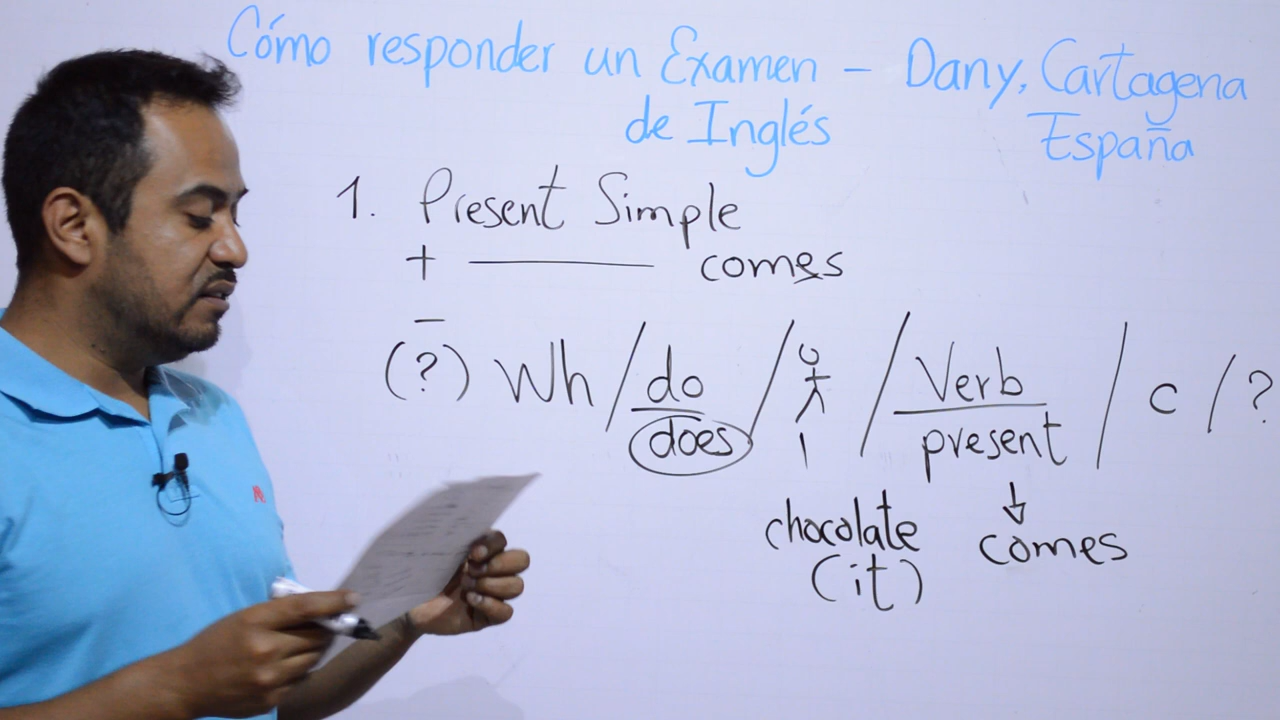 Cómo responder un Examen – Dany, Cartagena
de Inglés España
1. Present Simple
+ ______ comes
–
(?) Wh / do / / Verb / c / ?
does present
chocolate comes
(it)